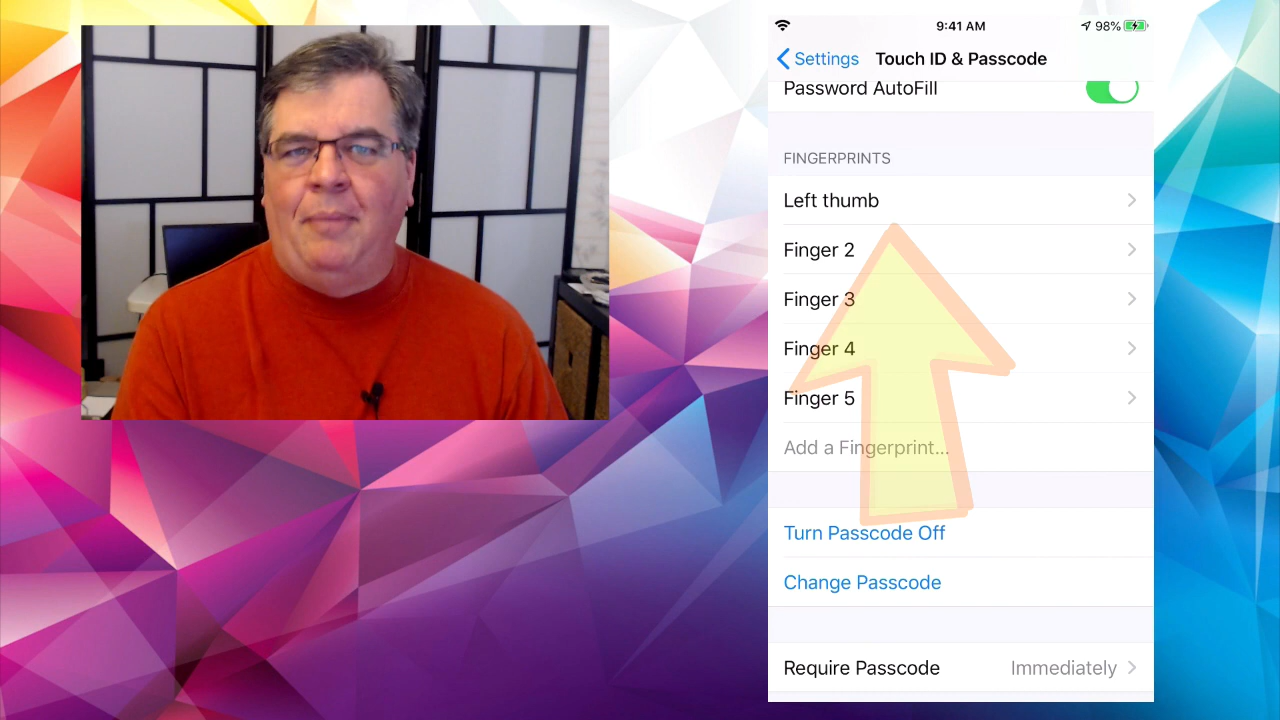 9:41 AM
98%
Settings Touch ID & Passcode
Password AutoFill
FINGERPRINTS
Left thumb
Finger 2
Finger 3
Finger 4
Finger 5
Add a Fingerprint...
Turn Passcode Off
Change Passcode
Require Passcode Immediately